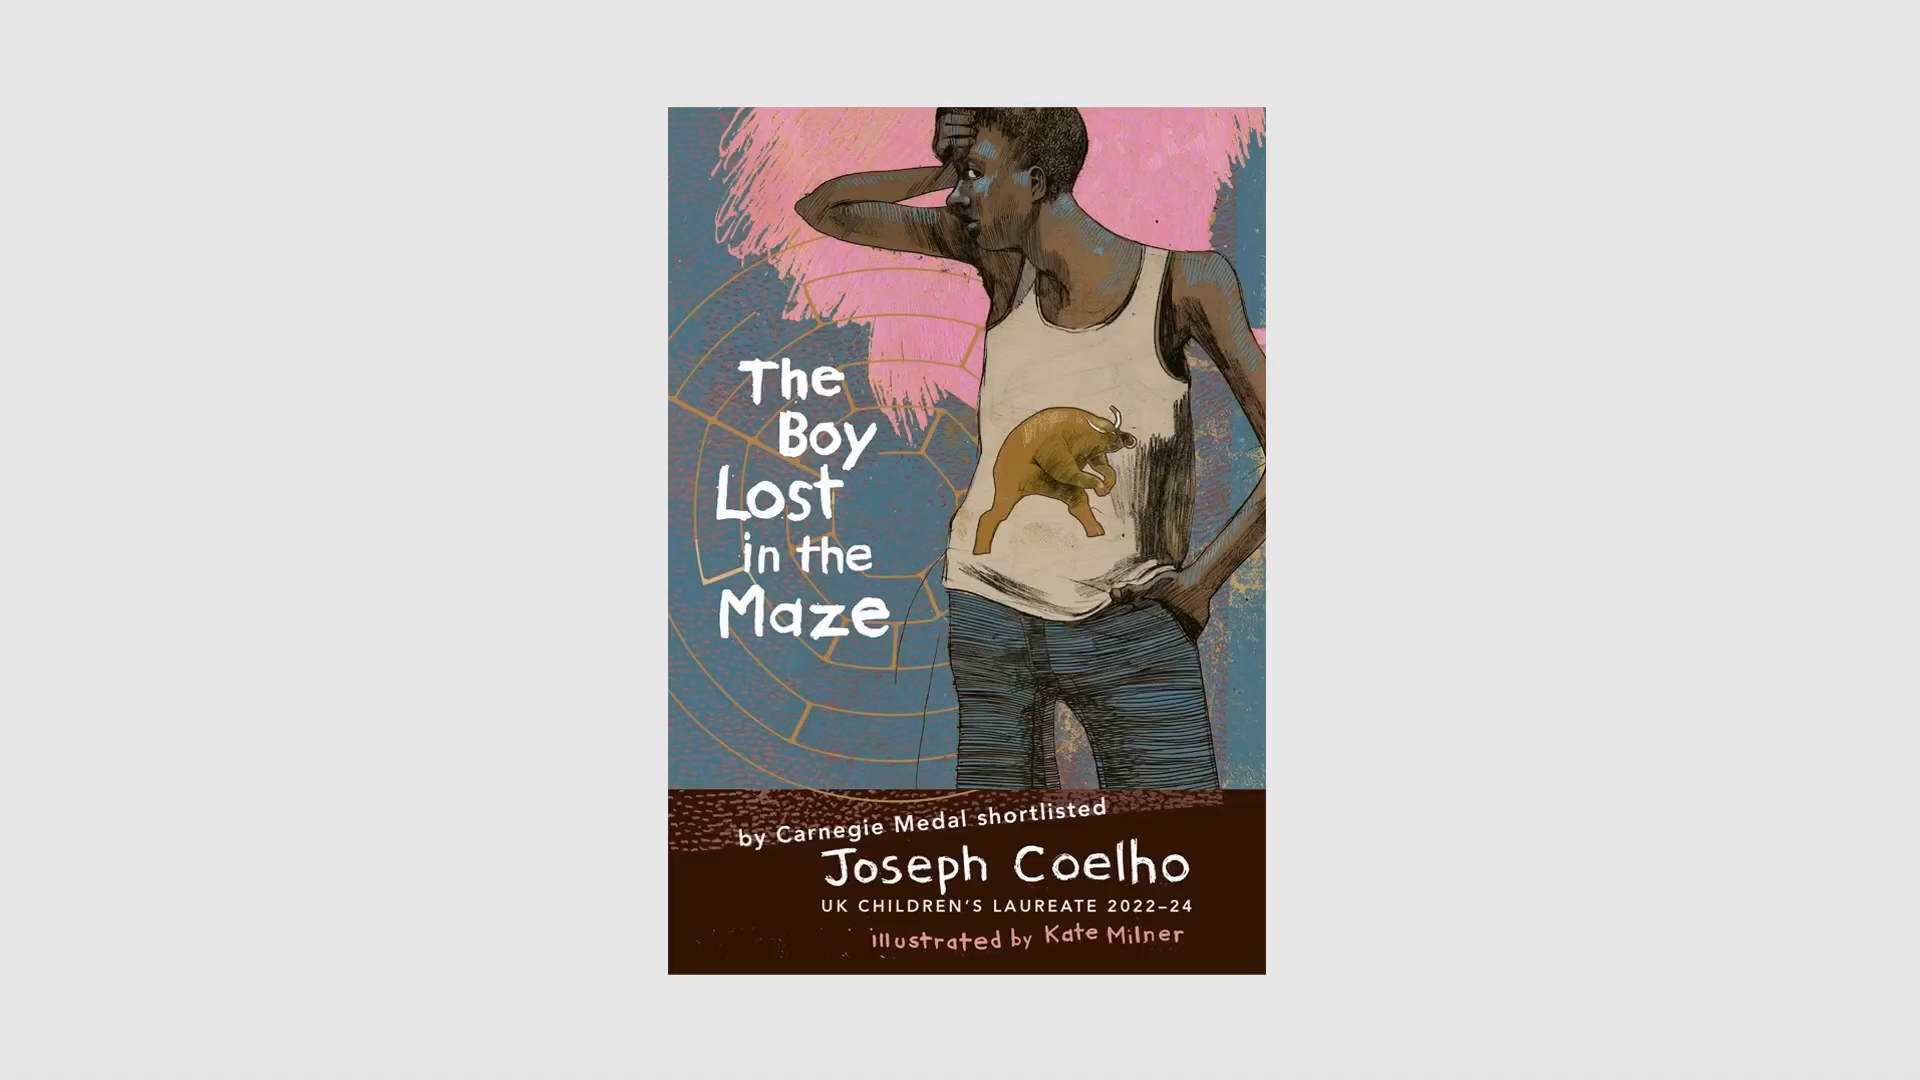 The
Boy
Lost
in the
Maze
by Carnegie Medal shortlisted
Joseph Coelho
UK CHILDREN'S LAUREATE 2022–24
illustrated by Kate Milner